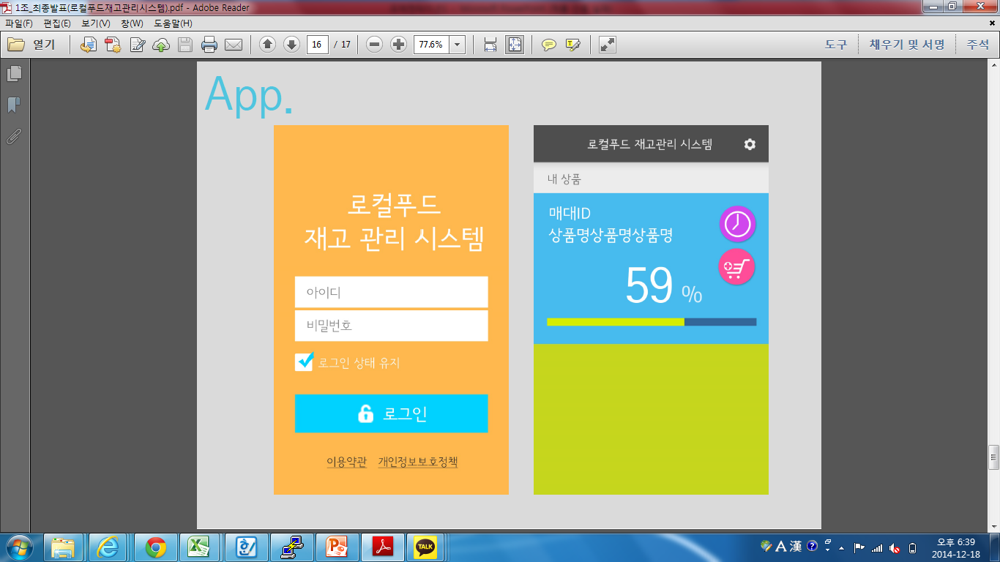 1조_최종발표(로컬푸드재고관리시스템).pdf - Adobe Reader
파일(F) 편집(E) 보기(V) 창(W) 도움말(H)
열기 16 / 17 77.6% 도구 채우기 및 서명 주석
App.
로컬푸드
재고 관리 시스템
아이디
비밀번호
로그인 상태 유지
로그인
이용약관 개인정보보호정책
로컬푸드 재고관리 시스템
내 상품
매대ID
상품명상품명상품명
59 %
TALK
A 漢
오후 6:39
2014-12-18